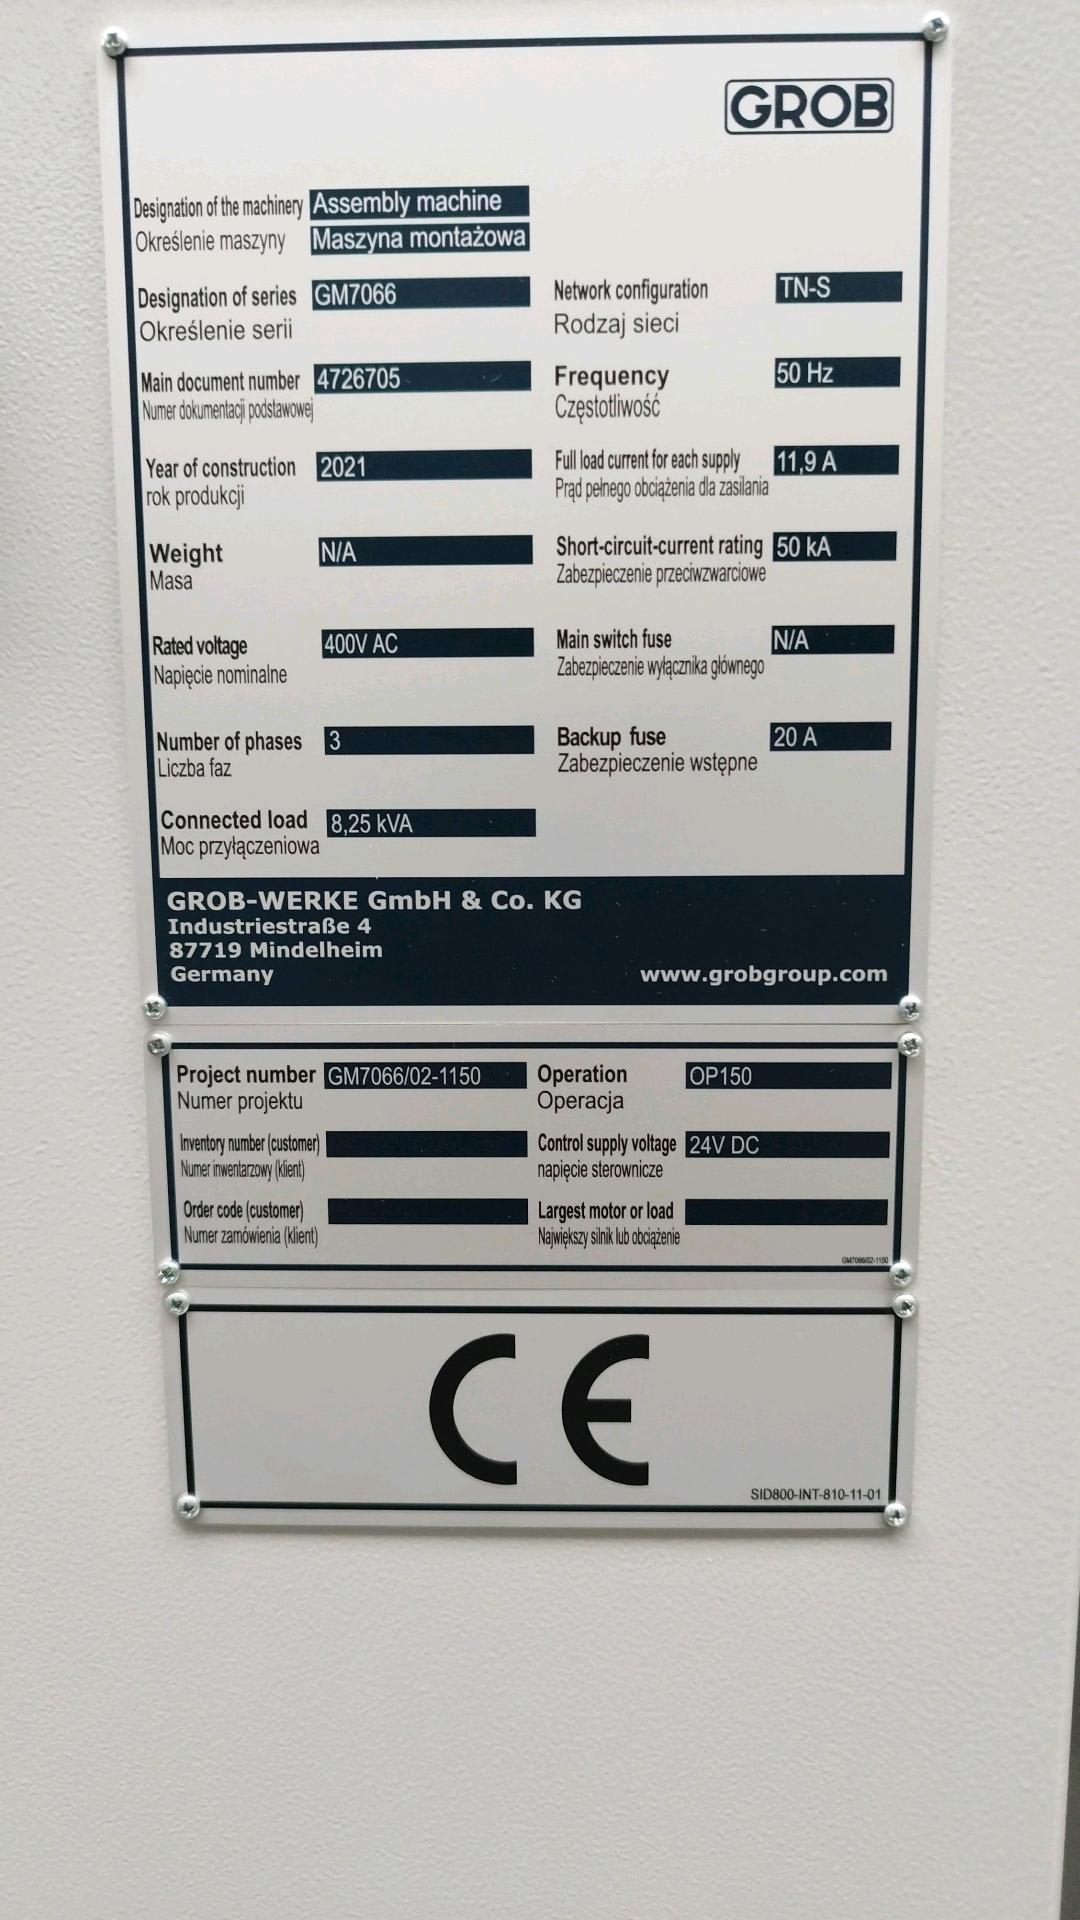 GROB
Designation of the machinery Assembly machine
Określenie maszyny Maszyna montażowa
Designation of series GM7066
Określenie serii
Network configuration TN-S
Rodzaj sieci
Main document number 4726705
Numer dokumentacji podstawowej
Frequency 50 Hz
Częstotliwość
Year of construction 2021
rok produkcji
Full load current for each supply 11,9 A
Prąd pełnego obciążenia dla zasilania
Weight N/A
Masa
Short-circuit-current rating 50 kA
Zabezpieczenie przeciwzwarciowe
Rated voltage 400V AC
Napięcie nominalne
Main switch fuse N/A
Zabezpieczenie wyłącznika głównego
Number of phases 3
Liczba faz
Backup fuse 20 A
Zabezpieczenie wstępne
Connected load 8,25 kVA
Moc przyłączeniowa
GROB-WERKE GmbH & Co. KG
Industriestraße 4
87719 Mindelheim
Germany www.grobgroup.com
Project number GM7066/02-1150
Numer projektu
Operation OP150
Operacja
Inventory number (customer)
Numer inwentarzowy (klient)
Control supply voltage 24V DC
napięcie sterownicze
Order code (customer)
Numer zamówienia (klient)
Largest motor or load
Największy silnik lub obciążenie
GM7066/02-1150
CE
SID800-INT-810-11-01